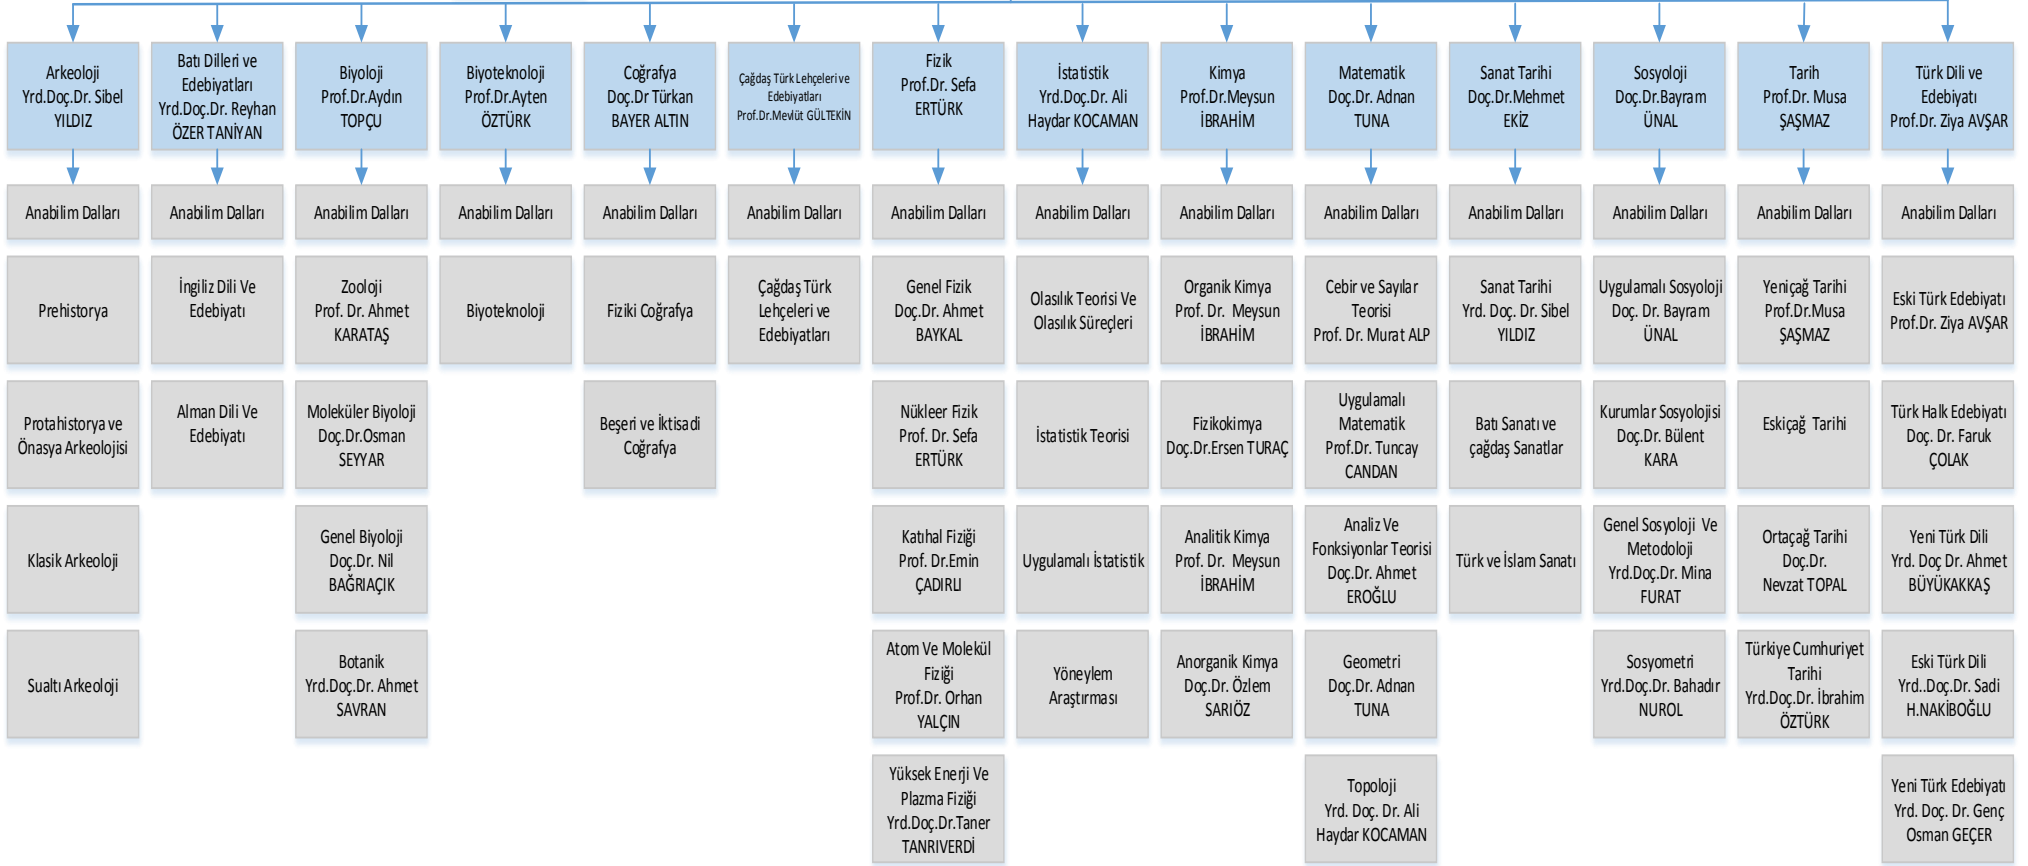 Arkeoloji
Yrd.Doç.Dr. Sibel
YILDIZ
Batı Dilleri ve
Edebiyatları
Yrd.Doç.Dr. Reyhan
ÖZER TANİYAN
Biyoloji
Prof.Dr.Aydın
TOPÇU
Biyoteknoloji
Prof.Dr.Ayten
ÖZTÜRK
Coğrafya
Doç.Dr Türkan
BAYER ALTIN
Çağdaş Türk Lehçeleri ve
Edebiyatları
Prof.Dr.Mevlüt GÜLTEKİN
Fizik
Prof.Dr. Sefa
ERTÜRK
İstatistik
Yrd.Doç.Dr. Ali
Haydar KOCAMAN
Kimya
Prof.Dr.Meysun
İBRAHİM
Matematik
Doç.Dr. Adnan
TUNA
Sanat Tarihi
Doç.Dr.Mehmet
EKİZ
Sosyoloji
Doç.Dr.Bayram
ÜNAL
Tarih
Prof.Dr. Musa
ŞAŞMAZ
Türk Dili ve
Edebiyatı
Prof.Dr. Ziya AVŞAR
Anabilim Dalları
Anabilim Dalları
Anabilim Dalları
Anabilim Dalları
Anabilim Dalları
Anabilim Dalları
Anabilim Dalları
Anabilim Dalları
Anabilim Dalları
Anabilim Dalları
Anabilim Dalları
Anabilim Dalları
Anabilim Dalları
Anabilim Dalları
Prehistorya
İngiliz Dili Ve
Edebiyatı
Zooloji
Prof. Dr. Ahmet
KARATAŞ
Biyoteknoloji
Fiziki Coğrafya
Çağdaş Türk
Lehçeleri ve
Edebiyatları
Genel Fizik
Doç.Dr. Ahmet
BAYKAL
Olasılık Teorisi Ve
Olasılık Süreçleri
Organik Kimya
Prof. Dr. Meysun
İBRAHİM
Cebir ve Sayılar
Teorisi
Prof. Dr. Murat ALP
Sanat Tarihi
Yrd. Doç. Dr. Sibel
YILDIZ
Uygulamalı Sosyoloji
Doç. Dr. Bayram
ÜNAL
Yeniçağ Tarihi
Prof.Dr.Musa
ŞAŞMAZ
Eski Türk Edebiyatı
Prof.Dr. Ziya AVŞAR
Protahistorya ve
Önasya Arkeolojisi
Alman Dili Ve
Edebiyatı
Moleküler Biyoloji
Doç.Dr.Osman
SEYYAR
Beşeri ve İktisadi
Coğrafya
Nükleer Fizik
Prof. Dr. Sefa
ERTÜRK
İstatistik Teorisi
Fizikokimya
Doç.Dr.Ersen TURAÇ
Uygulamalı
Matematik
Prof.Dr. Tuncay
CANDAN
Batı Sanatı ve
çağdaş Sanatlar
Kurumlar Sosyolojisi
Doç.Dr. Bülent
KARA
Eskiçağ Tarihi
Türk Halk Edebiyatı
Doç. Dr. Faruk
ÇOLAK
Klasik Arkeoloji
Genel Biyoloji
Doç.Dr. Nil
BAĞRIAÇIK
Katıhal Fiziği
Prof. Dr.Emin
ÇADIRLI
Uygulamalı İstatistik
Analitik Kimya
Prof. Dr. Meysun
İBRAHİM
Analiz Ve
Fonksiyonlar Teorisi
Doç.Dr. Ahmet
EROĞLU
Türk ve İslam Sanatı
Genel Sosyoloji Ve
Metodoloji
Yrd.Doç.Dr. Mina
FURAT
Ortaçağ Tarihi
Doç.Dr.
Nevzat TOPAL
Yeni Türk Dili
Yrd. Doç Dr. Ahmet
BÜYÜKAKKAŞ
Sualtı Arkeoloji
Botanik
Yrd.Doç.Dr. Ahmet
SAVRAN
Atom Ve Molekül
Fiziği
Prof.Dr. Orhan
YALÇIN
Yöneylem
Araştırması
Anorganik Kimya
Doç.Dr. Özlem
SARIÖZ
Geometri
Doç.Dr. Adnan
TUNA
Sosyometri
Yrd.Doç.Dr. Bahadır
NUROL
Türkiye Cumhuriyet
Tarihi
Yrd.Doç.Dr. İbrahim
ÖZTÜRK
Eski Türk Dili
Yrd..Doç.Dr. Sadi
H.NAKİBOĞLU
Yüksek Enerji Ve
Plazma Fiziği
Yrd.Doç.Dr.Taner
TANRIVERDİ
Topoloji
Yrd. Doç. Dr. Ali
Haydar KOCAMAN
Yeni Türk Edebiyatı
Yrd. Doç. Dr. Genç
Osman GEÇER